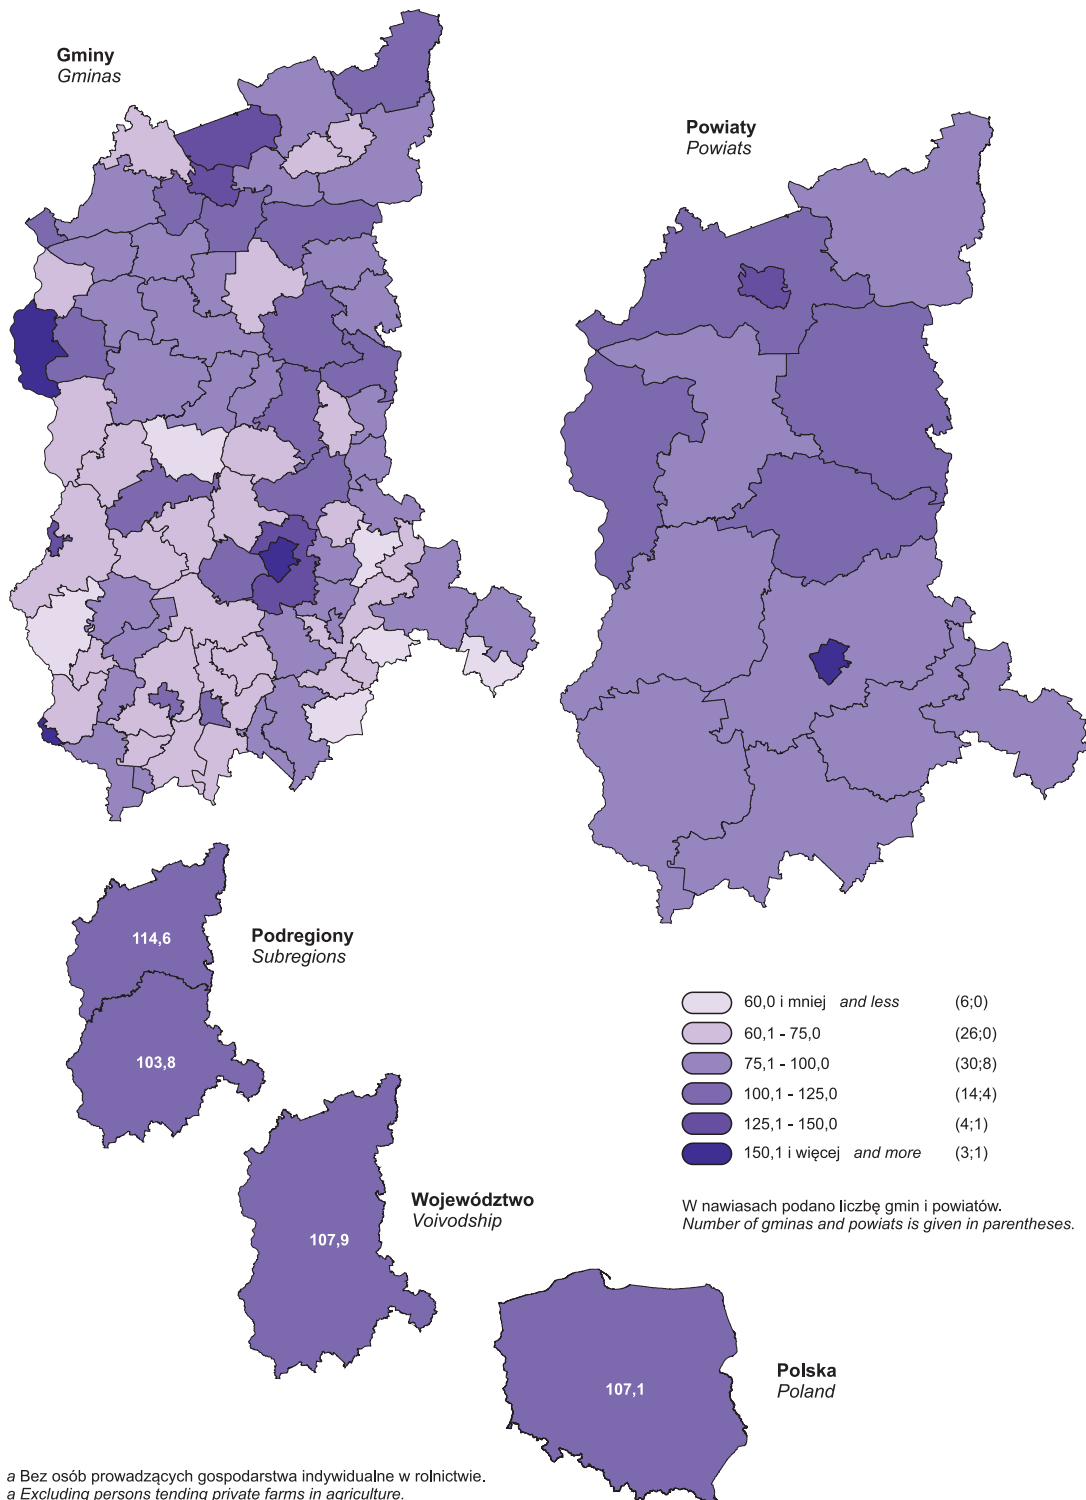 Gminy
Gminas
Powiaty
Powiats
114,6
103,8
Podregiony
Subregions
60,0 i mniej and less (6;0)
60,1 - 75,0 (26;0)
75,1 - 100,0 (30;8)
100,1 - 125,0 (14;4)
125,1 - 150,0 (4;1)
150,1 i więcej and more (3;1)
W nawiasach podano liczbę gmin i powiatów.
Number of gminas and powiats is given in parentheses.
107,9
Województwo
Voivodship
107,1
Polska
Poland
a Bez osób prowadzących gospodarstwa indywidualne w rolnictwie.
a Excluding persons tending private farms in agriculture.